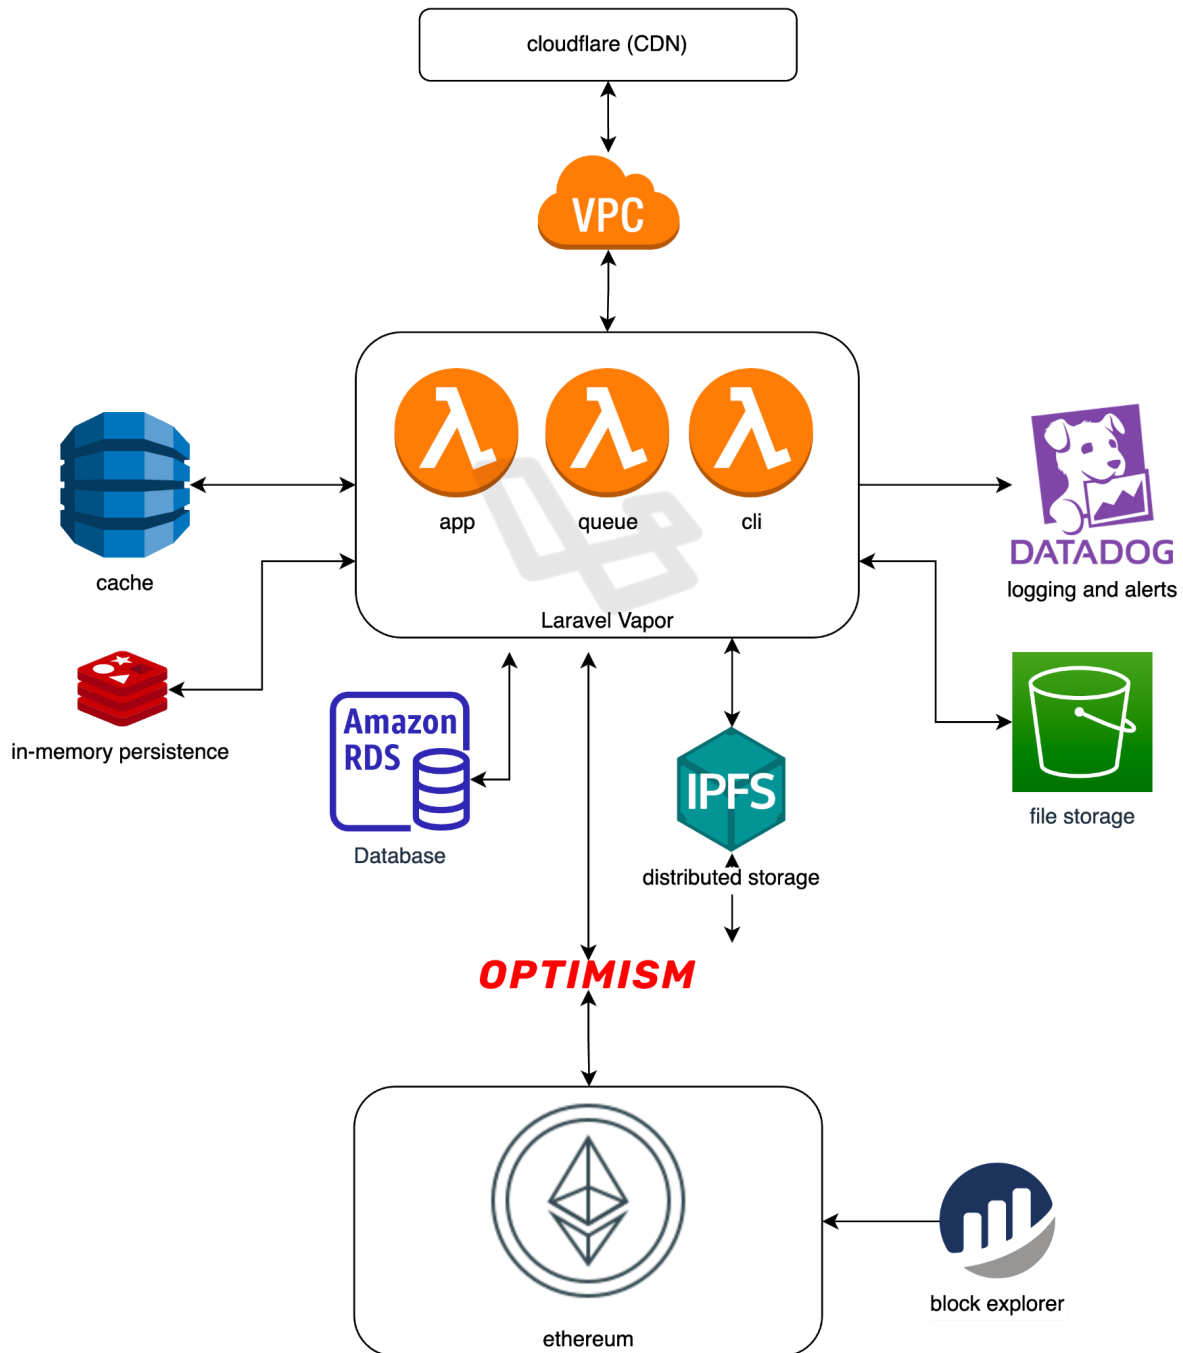 cloudflare (CDN)
VPC
app
queue
cli
Laravel Vapor
cache
in-memory persistence
DATADOG
logging and alerts
Amazon
RDS
Database
IPFS
distributed storage
file storage
OPTIMISM
ethereum
block explorer